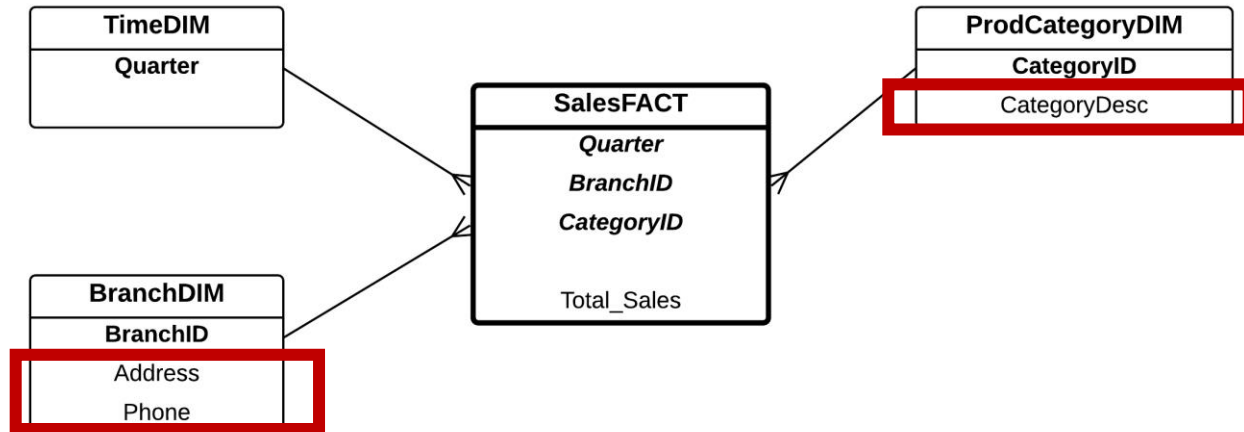 TimeDIM
Quarter
SalesFACT
Quarter
BranchID
CategoryID
Total_Sales
ProdCategoryDIM
CategoryID
CategoryDesc
BranchDIM
BranchID
Address
Phone